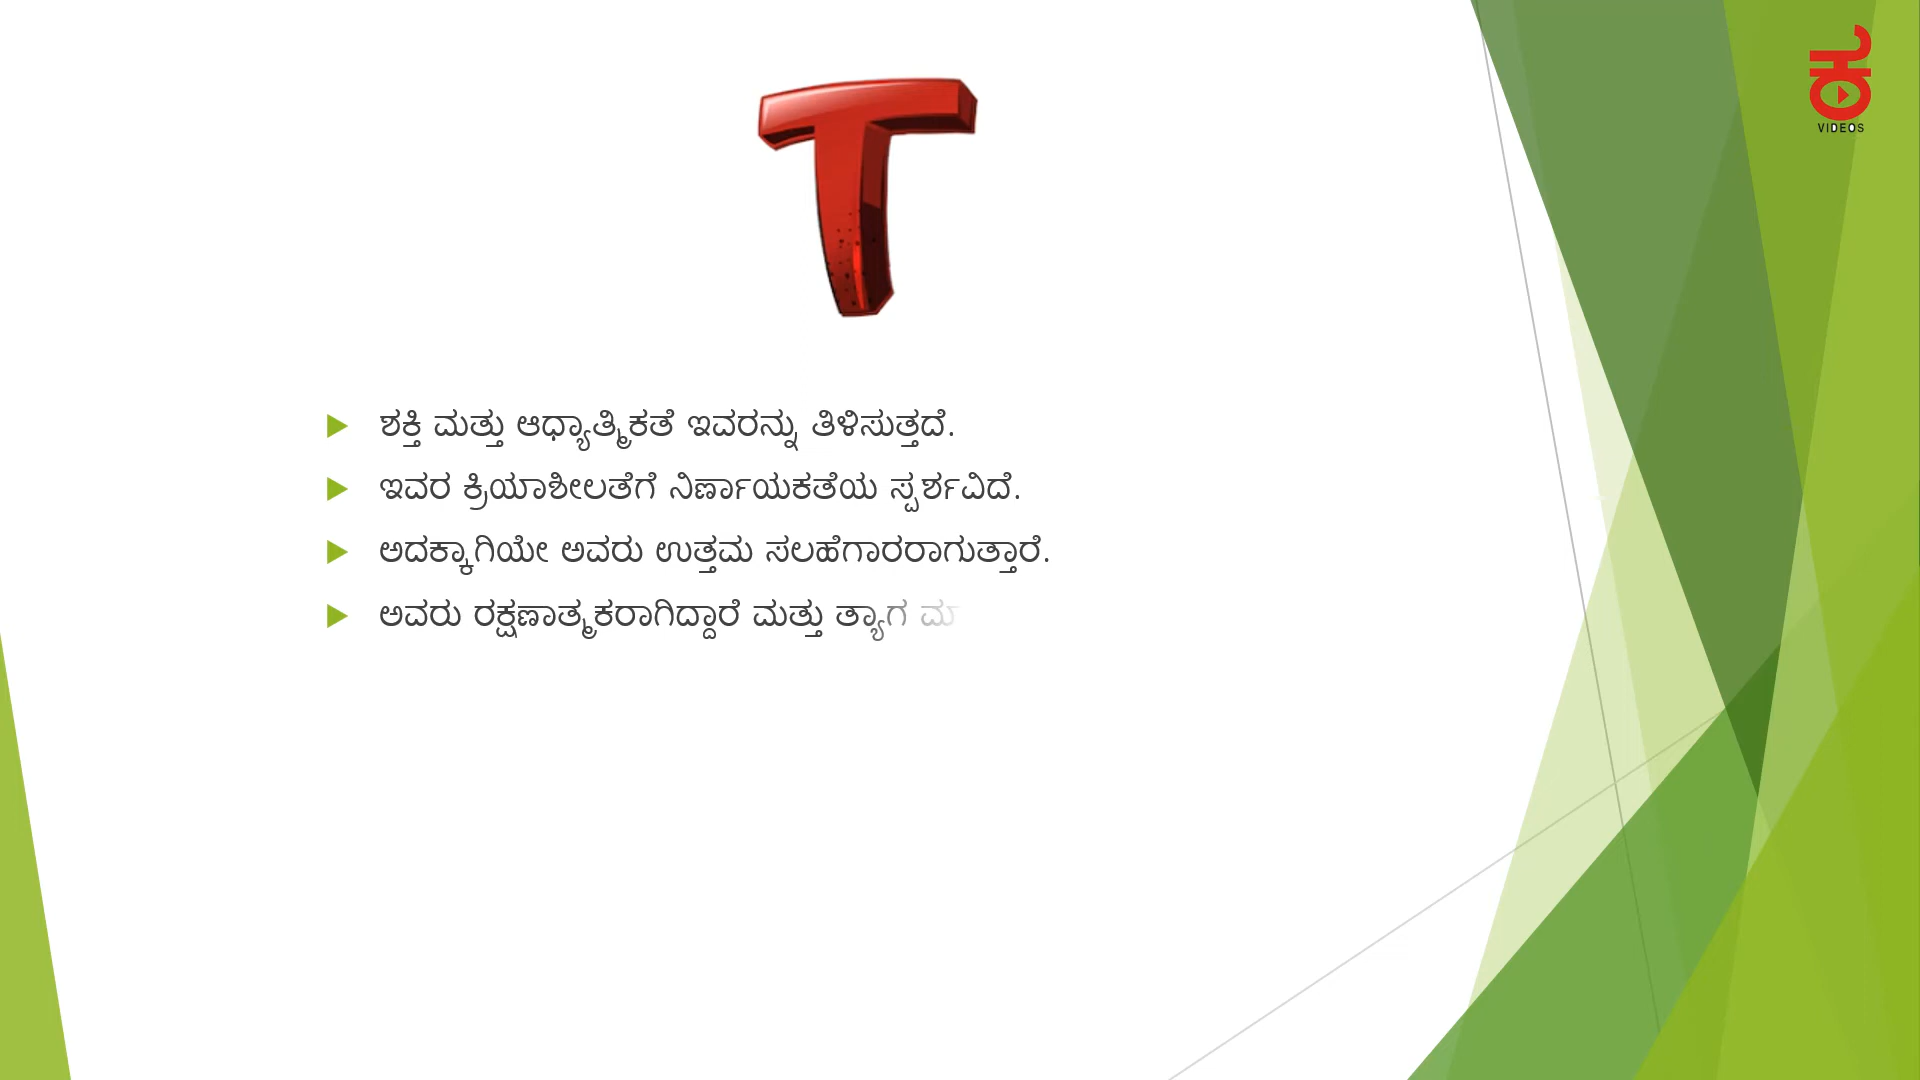 T
VIDEOS
ಶಕ್ತಿ ಮತ್ತು ಆಧ್ಯಾತ್ಮಿಕತೆ ಇವರನ್ನು ತಿಳಿಸುತ್ತದೆ.
ಇವರ ಕ್ರಿಯಾಶೀಲತೆಗೆ ನಿರ್ಣಾಯಕತೆಯ ಸ್ಪರ್ಶವಿದೆ.
ಅದಕ್ಕಾಗಿಯೇ ಅವರು ಉತ್ತಮ ಸಲಹೆಗಾರರಾಗುತ್ತಾರೆ.
ಅವರು ರಕ್ಷಣಾತ್ಮಕರಾಗಿದ್ದಾರೆ ಮತ್ತು ತ್ಯಾಗ